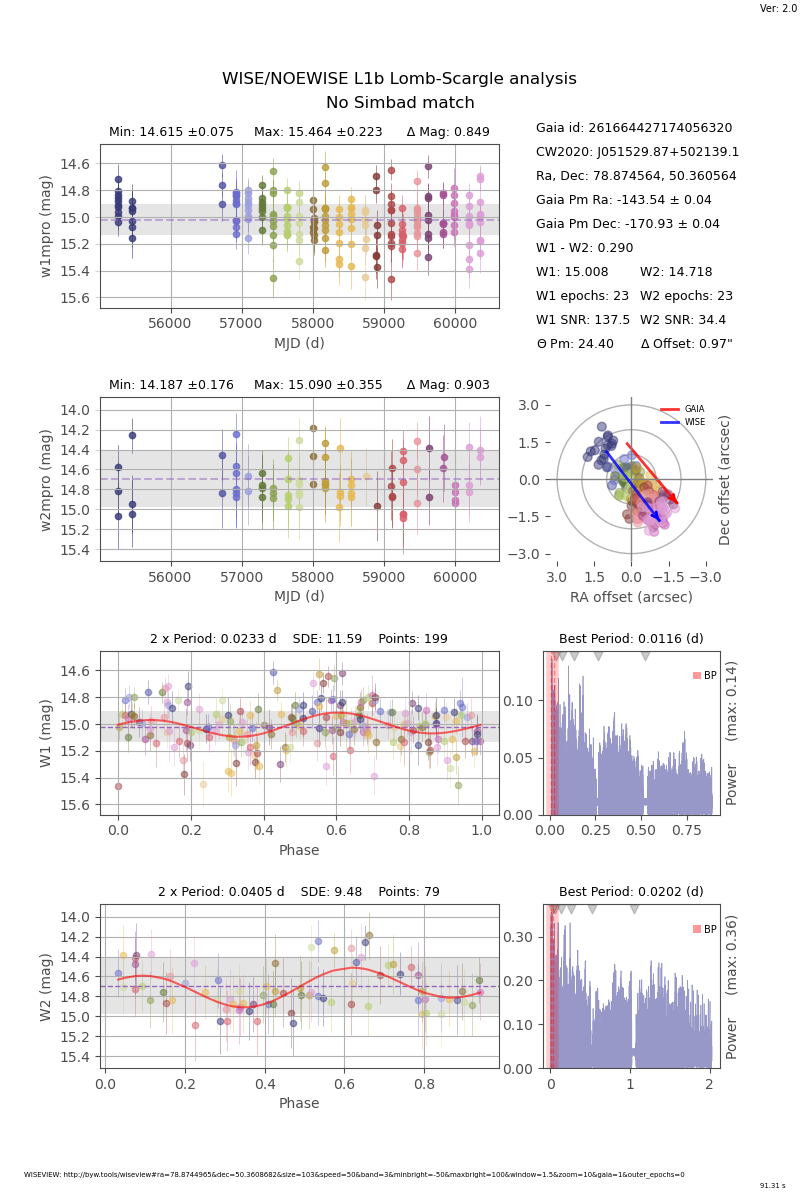 Ver: 2.0
WISE/NOEWISE L1b Lomb-Scargle analysis
No Simbad match
Min: 14.615 ±0.075 Max: 15.464 ±0.223 Δ Mag: 0.849
w1mpro (mag)
14.6
14.8
15.0
15.2
15.4
15.6
56000 57000 58000 59000 60000
MJD (d)
Gaia id: 261664427174056320
CW2020: J051529.87+502139.1
Ra, Dec: 78.874564, 50.360564
Gaia Pm Ra: -143.54 ± 0.04
Gaia Pm Dec: -170.93 ± 0.04
W1 - W2: 0.290
W1: 15.008 W2: 14.718
W1 epochs: 23 W2 epochs: 23
W1 SNR: 137.5 W2 SNR: 34.4
Θ Pm: 24.40 Δ Offset: 0.97"
Min: 14.187 ±0.176 Max: 15.090 ±0.355 Δ Mag: 0.903
w2mpro (mag)
14.0
14.2
14.4
14.6
14.8
15.0
15.2
15.4
56000 57000 58000 59000 60000
MJD (d)
GAIA
WISE
3.0
1.5
0.0
−1.5
−3.0
3.0 1.5 0.0 −1.5 −3.0
RA offset (arcsec)
Dec offset (arcsec)
2 x Period: 0.0233 d SDE: 11.59 Points: 199
W1 (mag)
14.6
14.8
15.0
15.2
15.4
15.6
0.0 0.2 0.4 0.6 0.8 1.0
Phase
Best Period: 0.0116 (d)
BP
0.10
0.05
0.00
0.00 0.25 0.50 0.75
Power (max: 0.14)
2 x Period: 0.0405 d SDE: 9.48 Points: 79
W2 (mag)
14.0
14.2
14.4
14.6
14.8
15.0
15.2
15.4
0.0 0.2 0.4 0.6 0.8
Phase
Best Period: 0.0202 (d)
BP
0.30
0.20
0.10
0.00
0 1 2
Power (max: 0.36)
WISEVIEW: http://byw.tools/wiseview#ra=78.8744965&dec=50.3608682&size=103&speed=50&band=3&minbright=-50&maxbright=100&window=1.5&zoom=10&gaia=1&outer_epochs=0
91.31 s